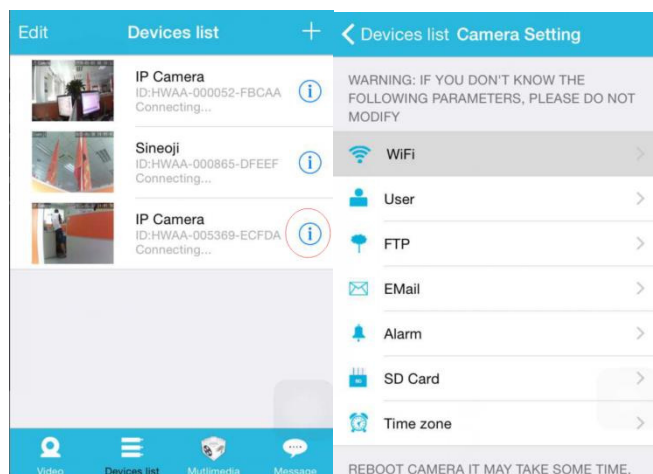 Edit Devices list +
IP Camera
ID:HWAA-000052-FBCAA
Connecting...
Sineoji
ID:HWAA-000865-DFEEF
Connecting...
IP Camera
ID:HWAA-005369-ECFDA
Connecting...
Video Devices list Mutlimedia Message
Devices list Camera Setting
WARNING: IF YOU DON'T KNOW THE
FOLLOWING PARAMETERS, PLEASE DO NOT
MODIFY
WiFi
User
FTP
EMail
Alarm
SD Card
Time zone
REBOOT CAMERA IT MAY TAKE SOME TIME,